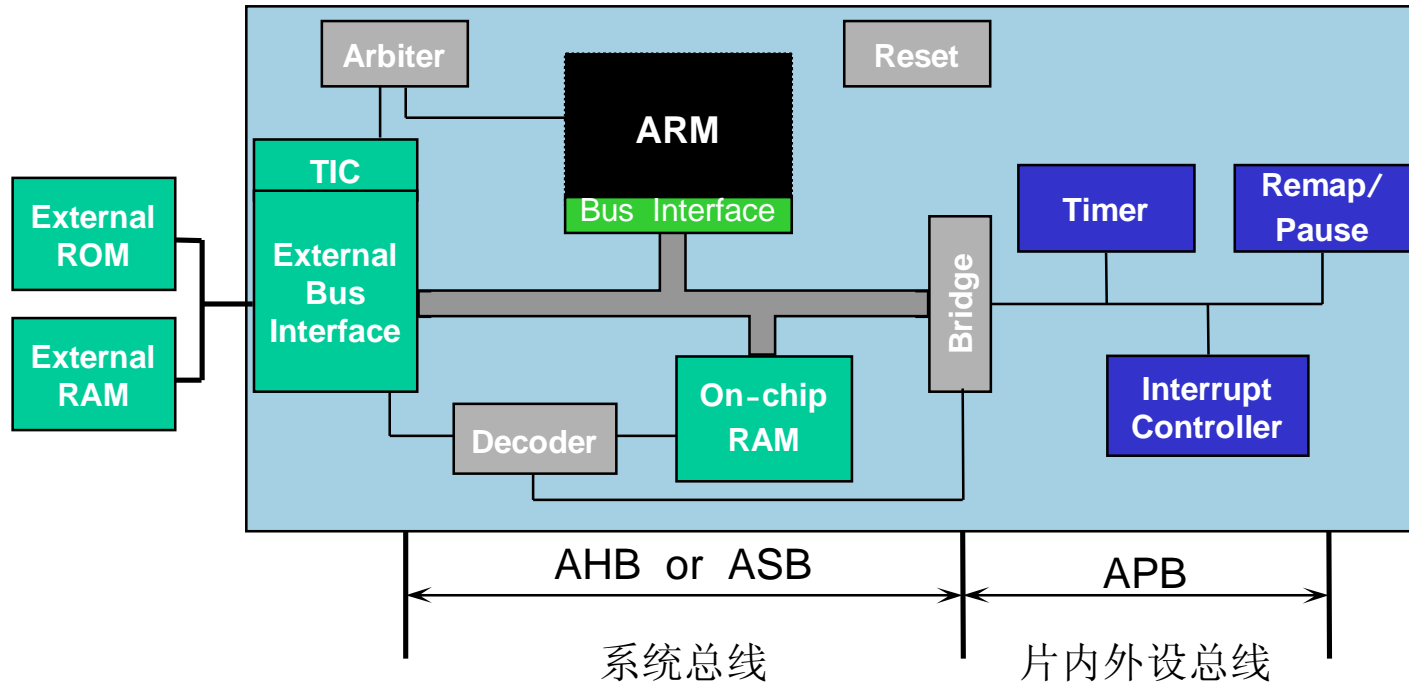 Arbiter
Reset
ARM
Bus Interface
TIC
External
Bus
Interface
External
ROM
External
RAM
Timer
Remap/
Pause
Bridge
Interrupt
Controller
On-chip
RAM
Decoder
AHB or ASB
APB
系统总线
片内外设总线